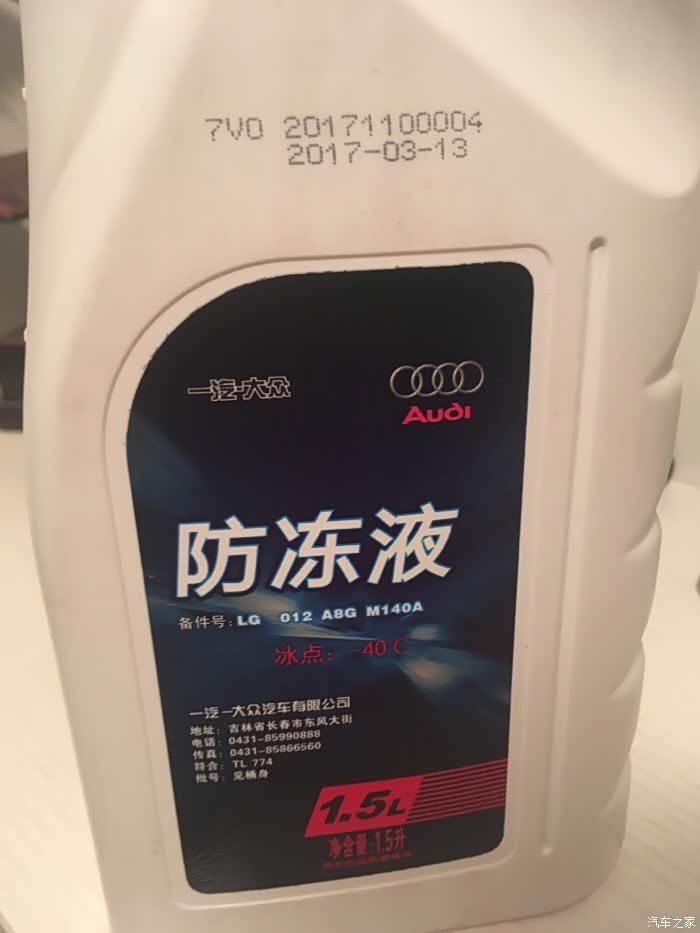 7V0 20171100004
2017-03-13
一汽-大众
Audi
防冻液
备件号: LG 012 A8G M140A
冰点: -40℃
一汽-大众汽车有限公司
地址: 吉林省长春市东风大街
电话: 0431-85990888
传真: 0431-85866560
符合: TL 774
批号: 见桶身
1.5L
净含量:1.5升
汽车之家